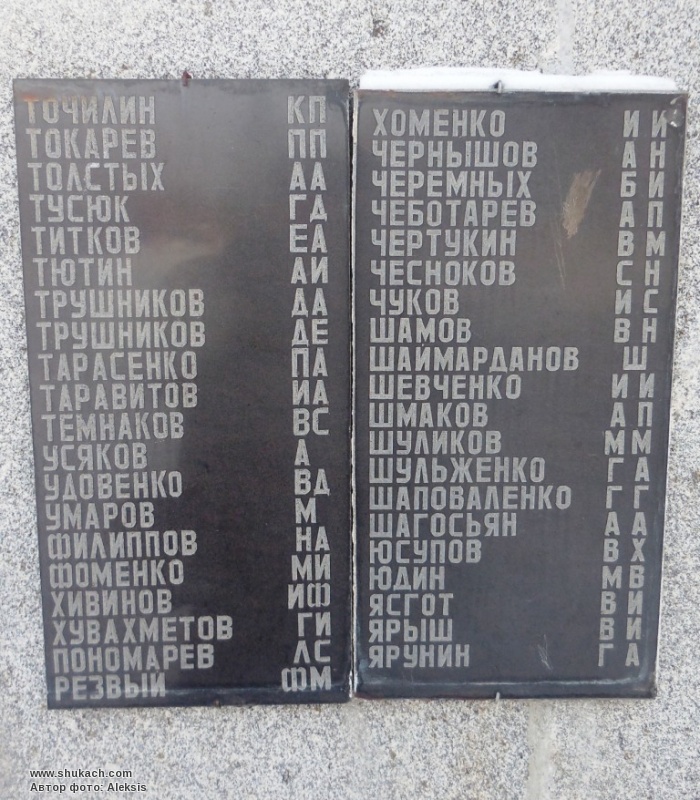 ТОЧИЛИН КП
ТОКАРЕВ ПП
ТОЛСТЫХ АА
ТУСЮК ГД
ТИТКОВ ЕА
ТЮТИН АИ
ТРУШНИКОВ ДА
ТРУШНИКОВ ДЕ
ТАРАСЕНКО ПА
ТАРАВИТОВ ИА
ТЕМНАКОВ ВС
УСЯКОВ А
УДОВЕНКО ВД
УМАРОВ М
ФИЛИППОВ НА
ФОМЕНКО МИ
ХИВИНОВ ИФ
ХУВАХМЕТОВ ГИ
ПОНОМАРЕВ ЛС
РЕЗВЫЙ ФМ
ХОМЕНКО И И
ЧЕРНЫШОВ А Н
ЧЕРЕМНЫХ Б И
ЧЕБОТАРЕВ А П
ЧЕРТУКИН В М
ЧЕСНОКОВ С Н
ЧУКОВ И С
ШАМОВ В Н
ШАЙМАРДАНОВ Ш
ШЕВЧЕНКО И И
ШМАКОВ А П
ШУЛИКОВ М М
ШУЛЬЖЕНКО Г А
ШАПОВАЛЕНКО Г Г
ШАГОСЬЯН А А
ЮСУПОВ В Х
ЮДИН М В
ЯСГОТ В И
ЯРЫШ В И
ЯРУНИН Г А
www.shukach.com
Автор фото: Aleksis